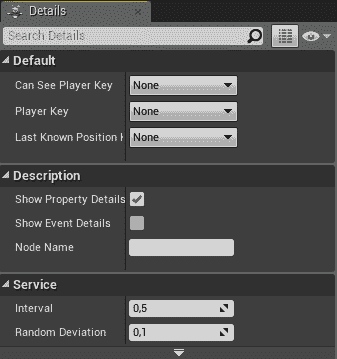 Details
Search Details
Default
Can See Player Key None
Player Key None
Last Known Position K None
Description
Show Property Details
Show Event Details
Node Name
Service
Interval 0,5
Random Deviation 0,1